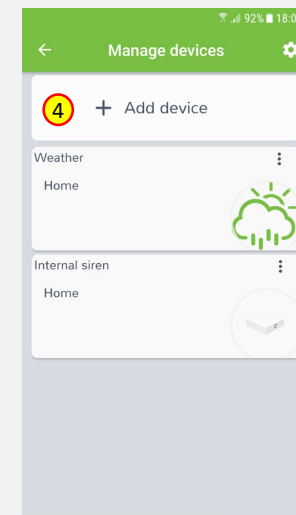 92% 18:0
Manage devices
4 + Add device
Weather
Home
Internal siren
Home